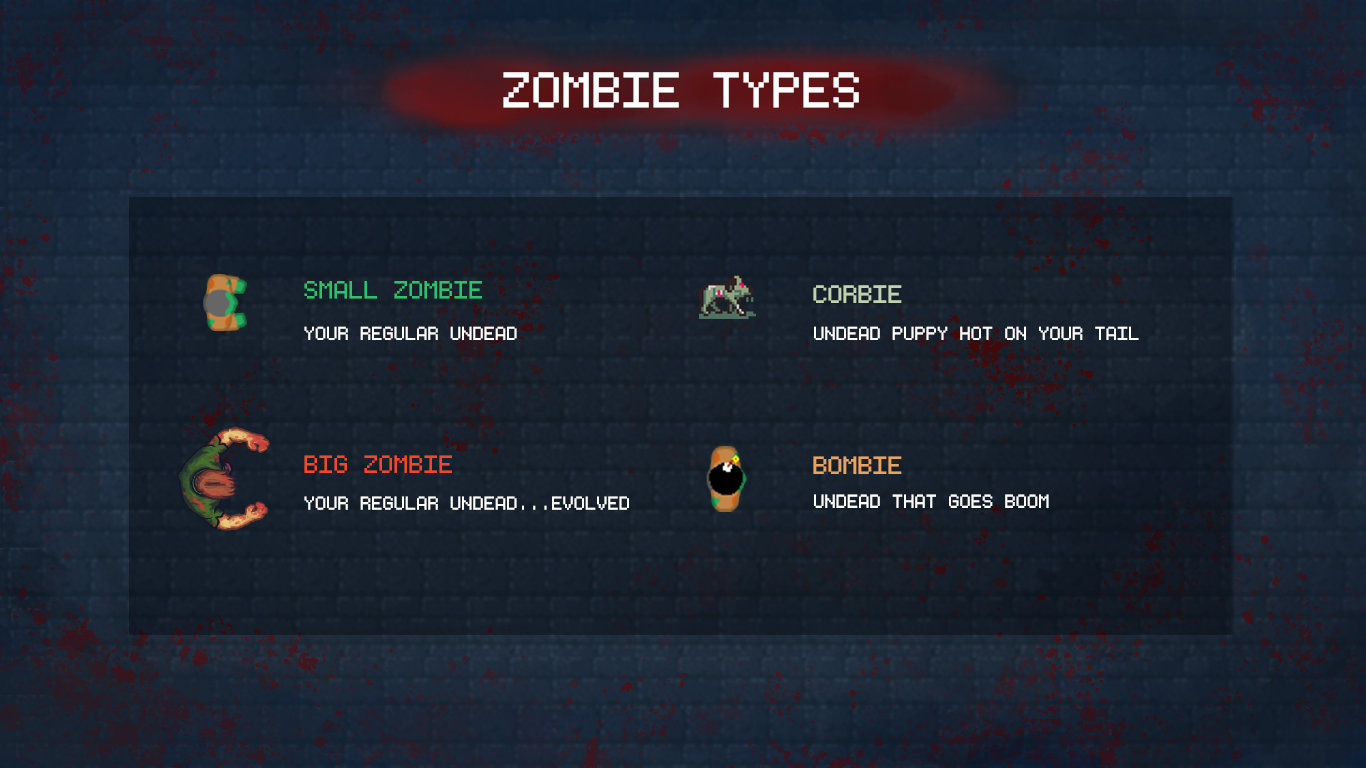 ZOMBIE TYPES
SMALL ZOMBIE
YOUR REGULAR UNDEAD
CORBIE
UNDEAD PUPPY HOT ON YOUR TAIL
BIG ZOMBIE
YOUR REGULAR UNDEAD...EVOLVED
BOMBIE
UNDEAD THAT GOES BOOM